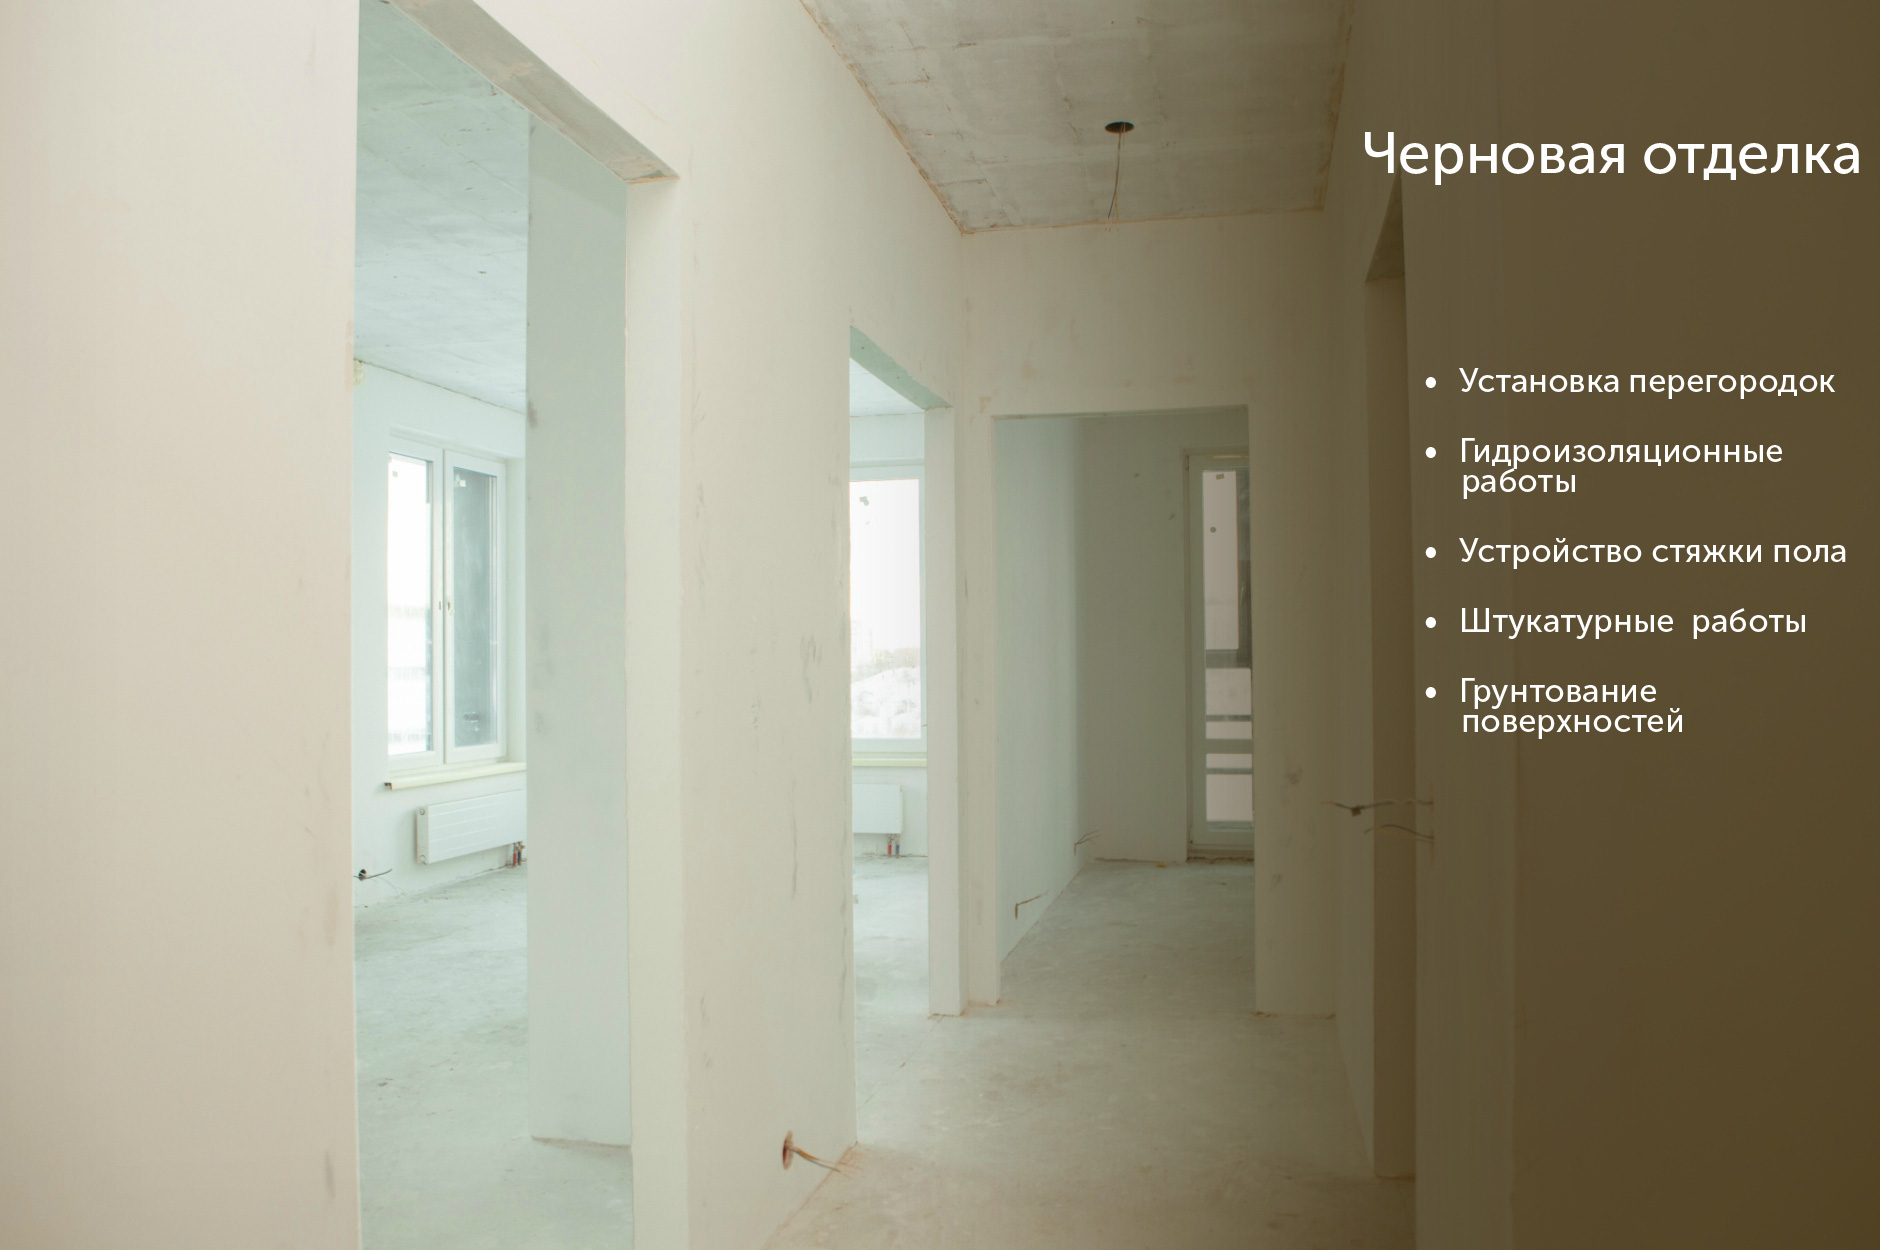 Черновая отделка
• Установка перегородок
• Гидроизоляционные
работы
• Устройство стяжки пола
• Штукатурные  работы
• Грунтование
поверхностей